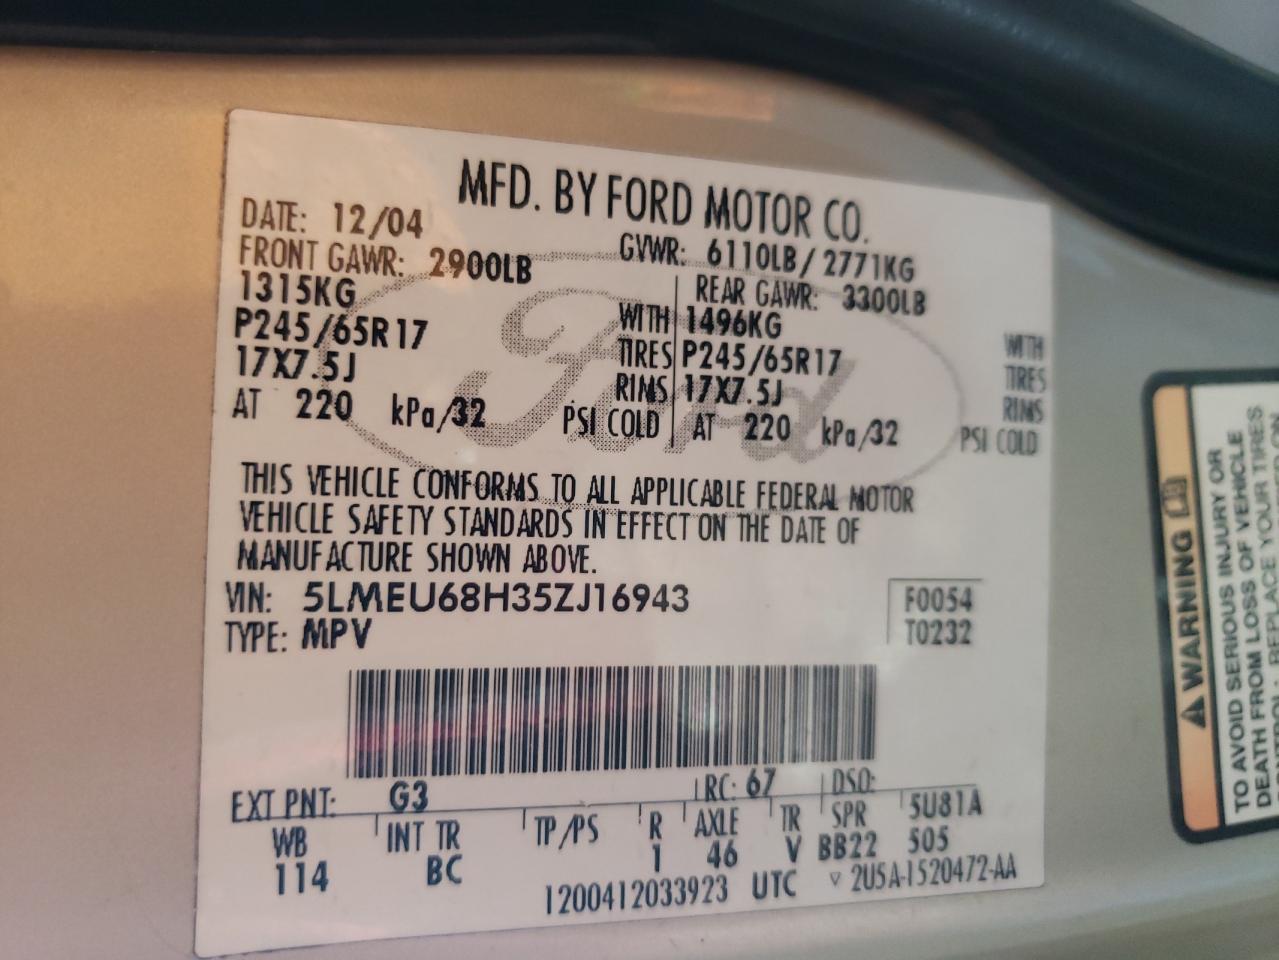 MFD. BY FORD MOTOR CO.
DATE: 12/04 GVWR: 6110LB/2771KG
FRONT GAWR: 2900LB REAR GAWR: 3300LB
1315KG WITH 1496KG WITH
P245/65R17 TIRES P245/65R17 TIRES
17X7.5J RIMS 17X7.5J RIMS
AT 220 kPa/32 PSI COLD AT 220 kPa/32 PSI COLD
Ford
THIS VEHICLE CONFORMS TO ALL APPLICABLE FEDERAL MOTOR
VEHICLE SAFETY STANDARDS IN EFFECT ON THE DATE OF
MANUFACTURE SHOWN ABOVE.
VIN: 5LMEU68H35ZJ16943 F0054
TYPE: MPV T0232
EXT PNT: G3 RC: 67 DSO:
WB INT TR TP/PS R AXLE TR SPR 5U81A
114 BC 1 46 V BB22 505
1200412033923 UTC ▽ 2U5A-1520472-AA
⚠ WARNING
TO AVOID SERIOUS INJURY OR
DEATH FROM LOSS OF VEHICLE
REPLACE YOUR TIRES